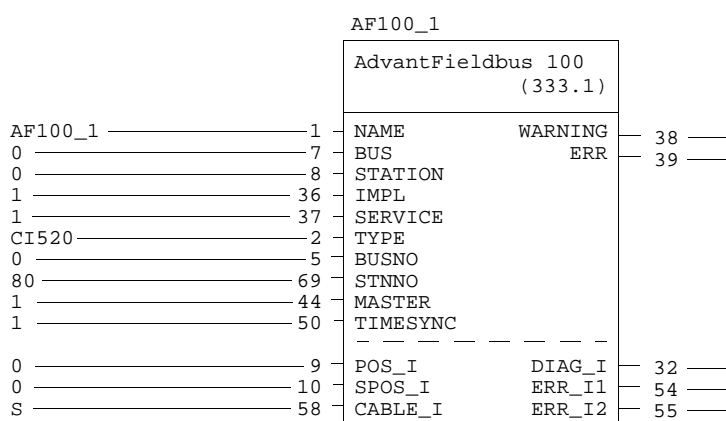 AF100_1
AdvantFieldbus 100
(333.1)
AF100_1 1 NAME WARNING 38
0 7 BUS ERR 39
0 8 STATION
1 36 IMPL
1 37 SERVICE
CI520 2 TYPE
0 5 BUSNO
80 69 STNNO
1 44 MASTER
1 50 TIMESYNC
0 9 POS_I DIAG_I 32
0 10 SPOS_I ERR_I1 54
S 58 CABLE_I ERR_I2 55